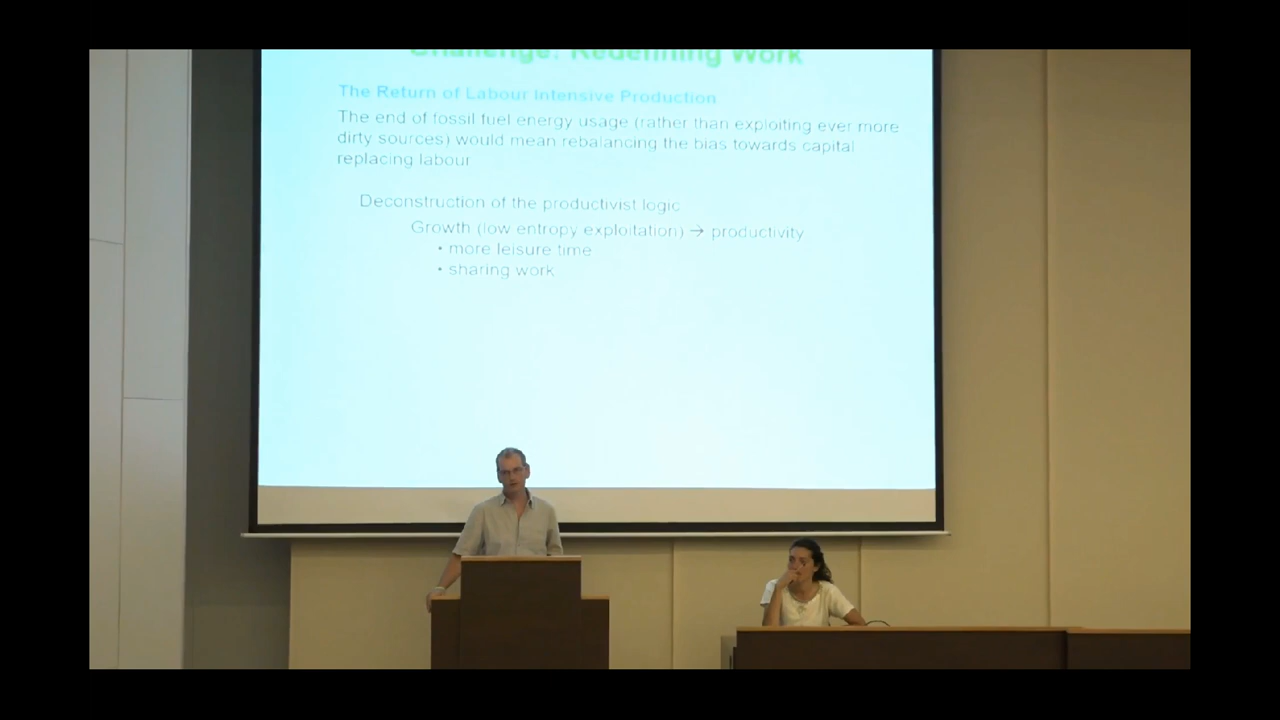 Challenge: Redefining Work
The Return of Labour Intensive Production
The end of fossil fuel energy usage (rather than exploiting ever more
dirty sources) would mean rebalancing the bias towards capital
replacing labour
Deconstruction of the productivist logic
Growth (low entropy exploitation) → productivity
• more leisure time
• sharing work